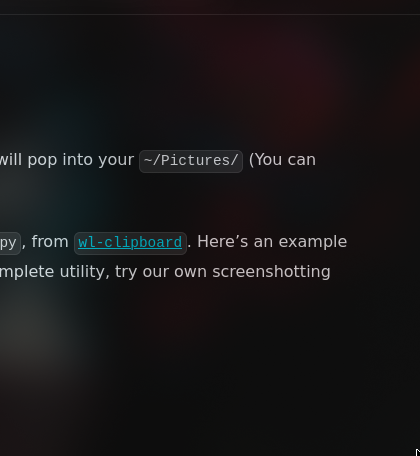 will pop into your ~/Pictures/ (You can
py, from wl-clipboard. Here’s an example
mplete utility, try our own screenshotting